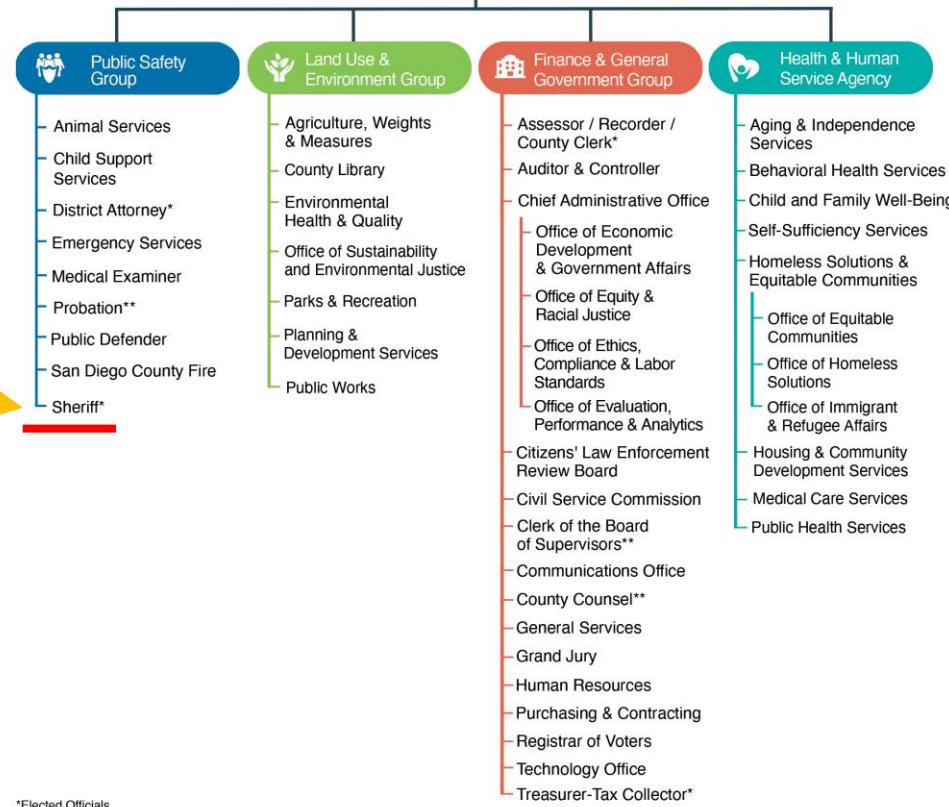 Public Safety
Group
Animal Services
Child Support
Services
District Attorney*
Emergency Services
Medical Examiner
Probation**
Public Defender
San Diego County Fire
Sheriff*
Land Use &
Environment Group
Agriculture, Weights
& Measures
County Library
Environmental
Health & Quality
Office of Sustainability
and Environmental Justice
Parks & Recreation
Planning &
Development Services
Public Works
Finance & General
Government Group
Assessor / Recorder /
County Clerk*
Auditor & Controller
Chief Administrative Office
Office of Economic
Development
& Government Affairs
Office of Equity &
Racial Justice
Office of Ethics,
Compliance & Labor
Standards
Office of Evaluation,
Performance & Analytics
Citizens' Law Enforcement
Review Board
Civil Service Commission
Clerk of the Board
of Supervisors**
Communications Office
County Counsel**
General Services
Grand Jury
Human Resources
Purchasing & Contracting
Registrar of Voters
Technology Office
Treasurer-Tax Collector*
Health & Human
Service Agency
Aging & Independence
Services
Behavioral Health Services
Child and Family Well-Being
Self-Sufficiency Services
Homeless Solutions &
Equitable Communities
Office of Equitable
Communities
Office of Homeless
Solutions
Office of Immigrant
& Refugee Affairs
Housing & Community
Development Services
Medical Care Services
Public Health Services
*Elected Officials